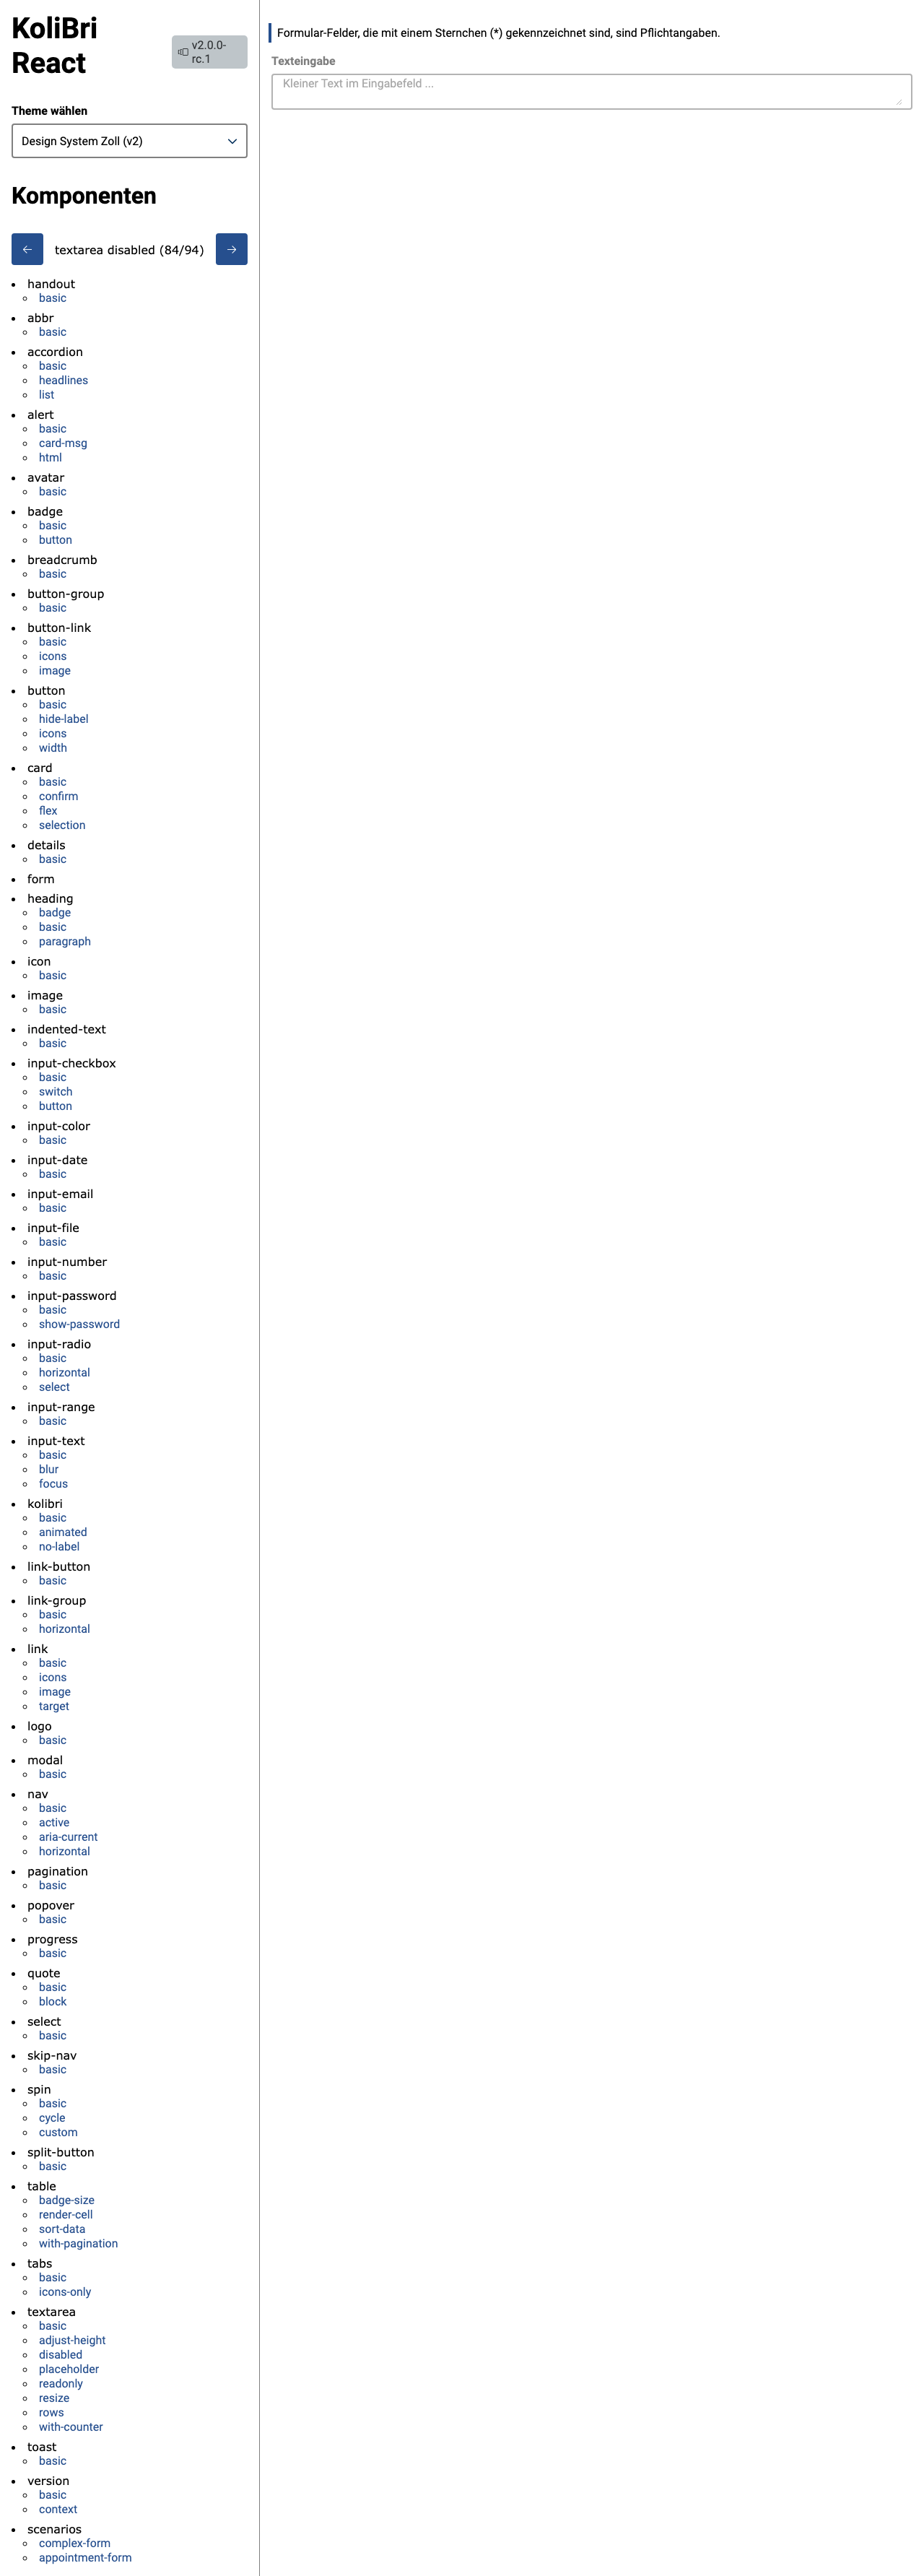 KoliBri
React
v2.0.0-
rc.1
Theme wählen
Design System Zoll (v2)
Komponenten
textarea disabled (84/94)
handout
basic
abbr
basic
accordion
basic
headlines
list
alert
basic
card-msg
html
avatar
basic
badge
basic
button
breadcrumb
basic
button-group
basic
button-link
basic
icons
image
button
basic
hide-label
icons
width
card
basic
confirm
flex
selection
details
basic
form
heading
badge
basic
paragraph
icon
basic
image
basic
indented-text
basic
input-checkbox
basic
switch
button
input-color
basic
input-date
basic
input-email
basic
input-file
basic
input-number
basic
input-password
basic
show-password
input-radio
basic
horizontal
select
input-range
basic
input-text
basic
blur
focus
kolibri
basic
animated
no-label
link-button
basic
link-group
basic
horizontal
link
basic
icons
image
target
logo
basic
modal
basic
nav
basic
active
aria-current
horizontal
pagination
basic
popover
basic
progress
basic
quote
basic
block
select
basic
skip-nav
basic
spin
basic
cycle
custom
split-button
basic
table
badge-size
render-cell
sort-data
with-pagination
tabs
basic
icons-only
textarea
basic
adjust-height
disabled
placeholder
readonly
resize
rows
with-counter
toast
basic
version
basic
context
scenarios
complex-form
appointment-form
Formular-Felder, die mit einem Sternchen (*) gekennzeichnet sind, sind Pflichtangaben.
Texteingabe
Kleiner Text im Eingabefeld ...